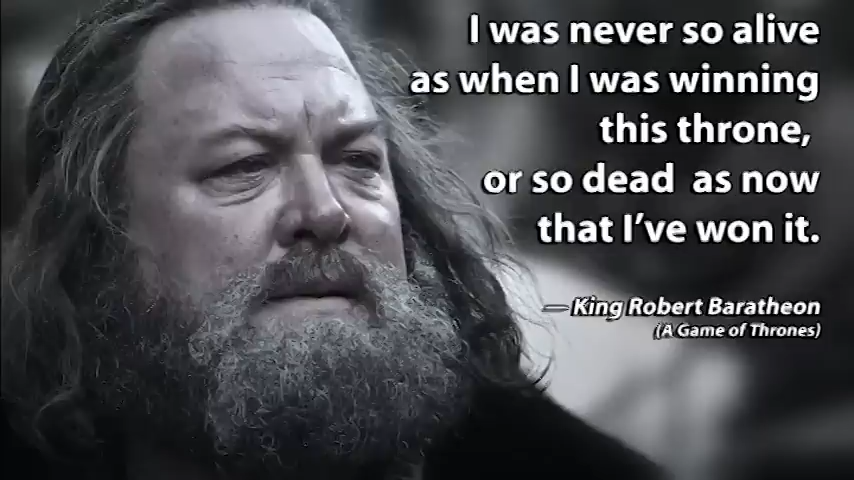 I was never so alive
as when I was winning
this throne,
or so dead as now
that I've won it.
— King Robert Baratheon
(A Game of Thrones)